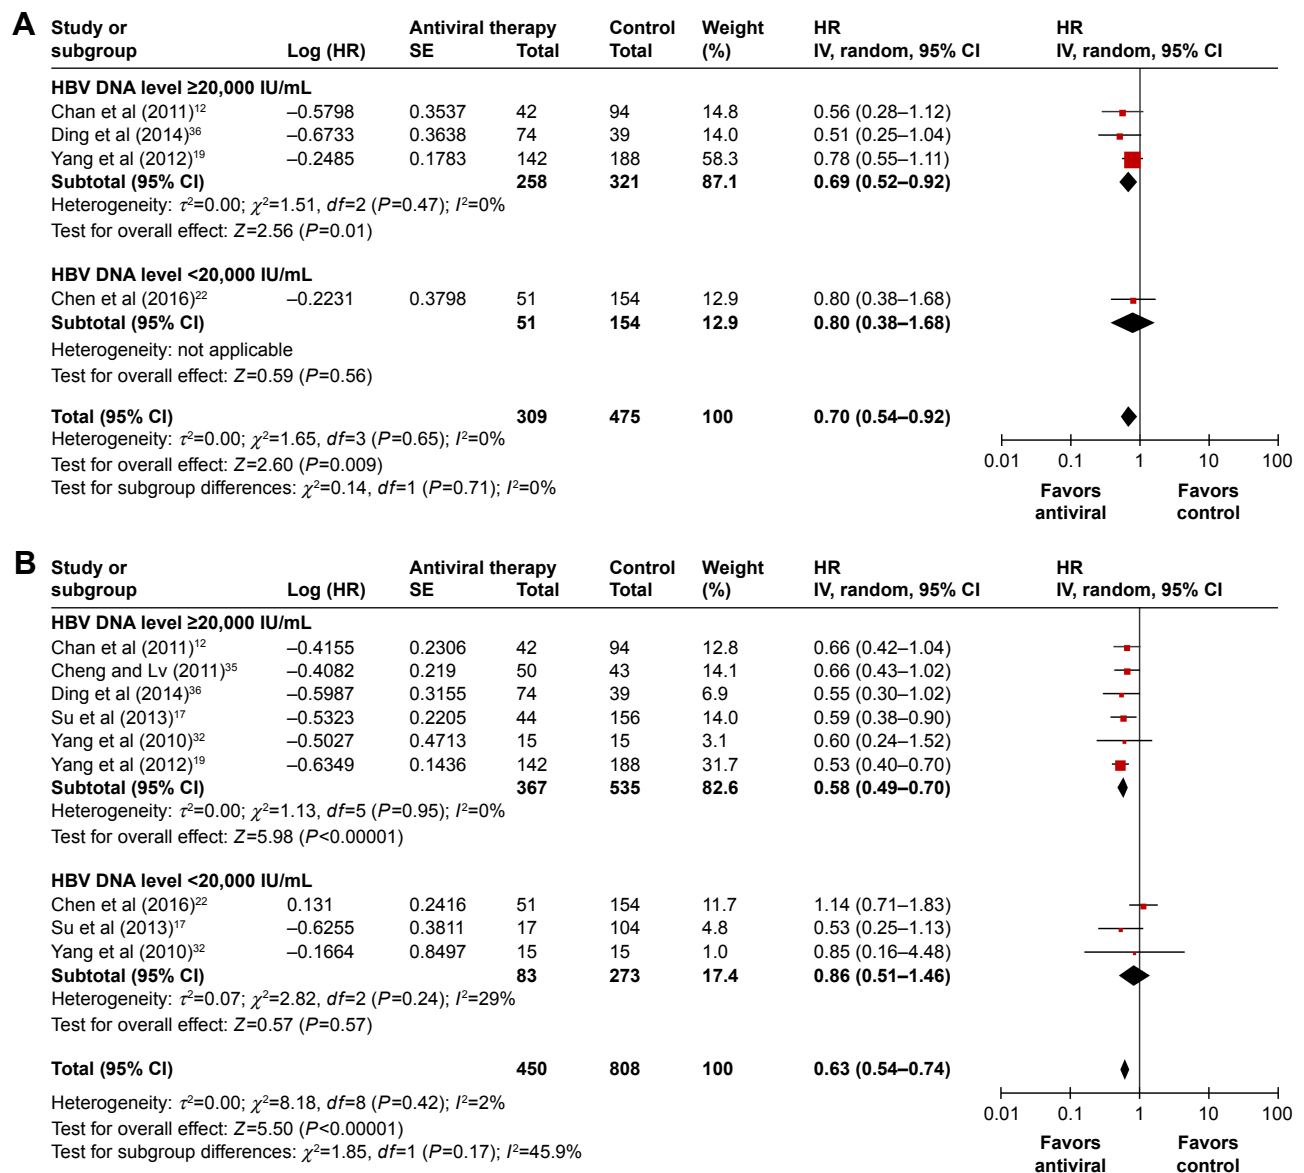 A
Study or Antiviral therapy Control Weight HR HR
subgroup Log (HR) SE Total Total (%) IV, random, 95% CI IV, random, 95% CI
HBV DNA level ≥20,000 IU/mL
Chan et al (2011)¹² –0.5798 0.3537 42 94 14.8 0.56 (0.28–1.12)
Ding et al (2014)³⁶ –0.6733 0.3638 74 39 14.0 0.51 (0.25–1.04)
Yang et al (2012)¹⁹ –0.2485 0.1783 142 188 58.3 0.78 (0.55–1.11)
Subtotal (95% CI) 258 321 87.1 0.69 (0.52–0.92)
Heterogeneity: τ²=0.00; χ²=1.51, df=2 (P=0.47); I²=0%
Test for overall effect: Z=2.56 (P=0.01)
HBV DNA level <20,000 IU/mL
Chen et al (2016)²² –0.2231 0.3798 51 154 12.9 0.80 (0.38–1.68)
Subtotal (95% CI) 51 154 12.9 0.80 (0.38–1.68)
Heterogeneity: not applicable
Test for overall effect: Z=0.59 (P=0.56)
Total (95% CI) 309 475 100 0.70 (0.54–0.92)
Heterogeneity: τ²=0.00; χ²=1.65, df=3 (P=0.65); I²=0%
Test for overall effect: Z=2.60 (P=0.009)
Test for subgroup differences: χ²=0.14, df=1 (P=0.71); I²=0%
0.01 0.1 1 10 100
Favors Favors
antiviral control
B
Study or Antiviral therapy Control Weight HR HR
subgroup Log (HR) SE Total Total (%) IV, random, 95% CI IV, random, 95% CI
HBV DNA level ≥20,000 IU/mL
Chan et al (2011)¹² –0.4155 0.2306 42 94 12.8 0.66 (0.42–1.04)
Cheng and Lv (2011)³⁵ –0.4082 0.219 50 43 14.1 0.66 (0.43–1.02)
Ding et al (2014)³⁶ –0.5987 0.3155 74 39 6.9 0.55 (0.30–1.02)
Su et al (2013)¹⁷ –0.5323 0.2205 44 156 14.0 0.59 (0.38–0.90)
Yang et al (2010)³² –0.5027 0.4713 15 15 3.1 0.60 (0.24–1.52)
Yang et al (2012)¹⁹ –0.6349 0.1436 142 188 31.7 0.53 (0.40–0.70)
Subtotal (95% CI) 367 535 82.6 0.58 (0.49–0.70)
Heterogeneity: τ²=0.00; χ²=1.13, df=5 (P=0.95); I²=0%
Test for overall effect: Z=5.98 (P<0.00001)
HBV DNA level <20,000 IU/mL
Chen et al (2016)²² 0.131 0.2416 51 154 11.7 1.14 (0.71–1.83)
Su et al (2013)¹⁷ –0.6255 0.3811 17 104 4.8 0.53 (0.25–1.13)
Yang et al (2010)³² –0.1664 0.8497 15 15 1.0 0.85 (0.16–4.48)
Subtotal (95% CI) 83 273 17.4 0.86 (0.51–1.46)
Heterogeneity: τ²=0.07; χ²=2.82, df=2 (P=0.24); I²=29%
Test for overall effect: Z=0.57 (P=0.57)
Total (95% CI) 450 808 100 0.63 (0.54–0.74)
Heterogeneity: τ²=0.00; χ²=8.18, df=8 (P=0.42); I²=2%
Test for overall effect: Z=5.50 (P<0.00001)
Test for subgroup differences: χ²=1.85, df=1 (P=0.17); I²=45.9%
0.01 0.1 1 10 100
Favors Favors
antiviral control